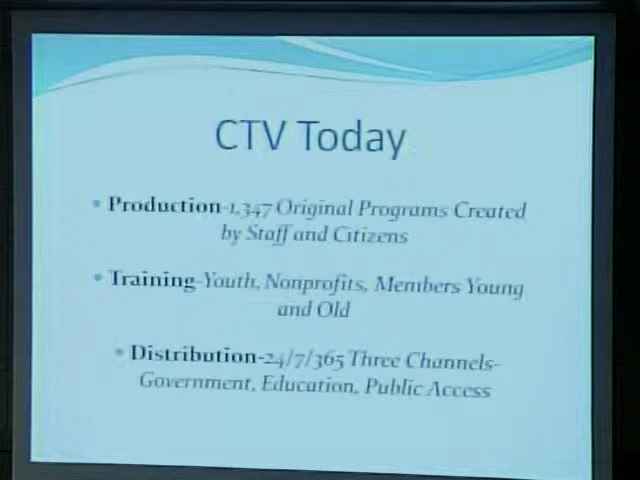 CTV Today
• Production-1,347 Original Programs Created
by Staff and Citizens
• Training-Youth, Nonprofits, Members Young
and Old
• Distribution-24/7/365 Three Channels-
Government, Education, Public Access